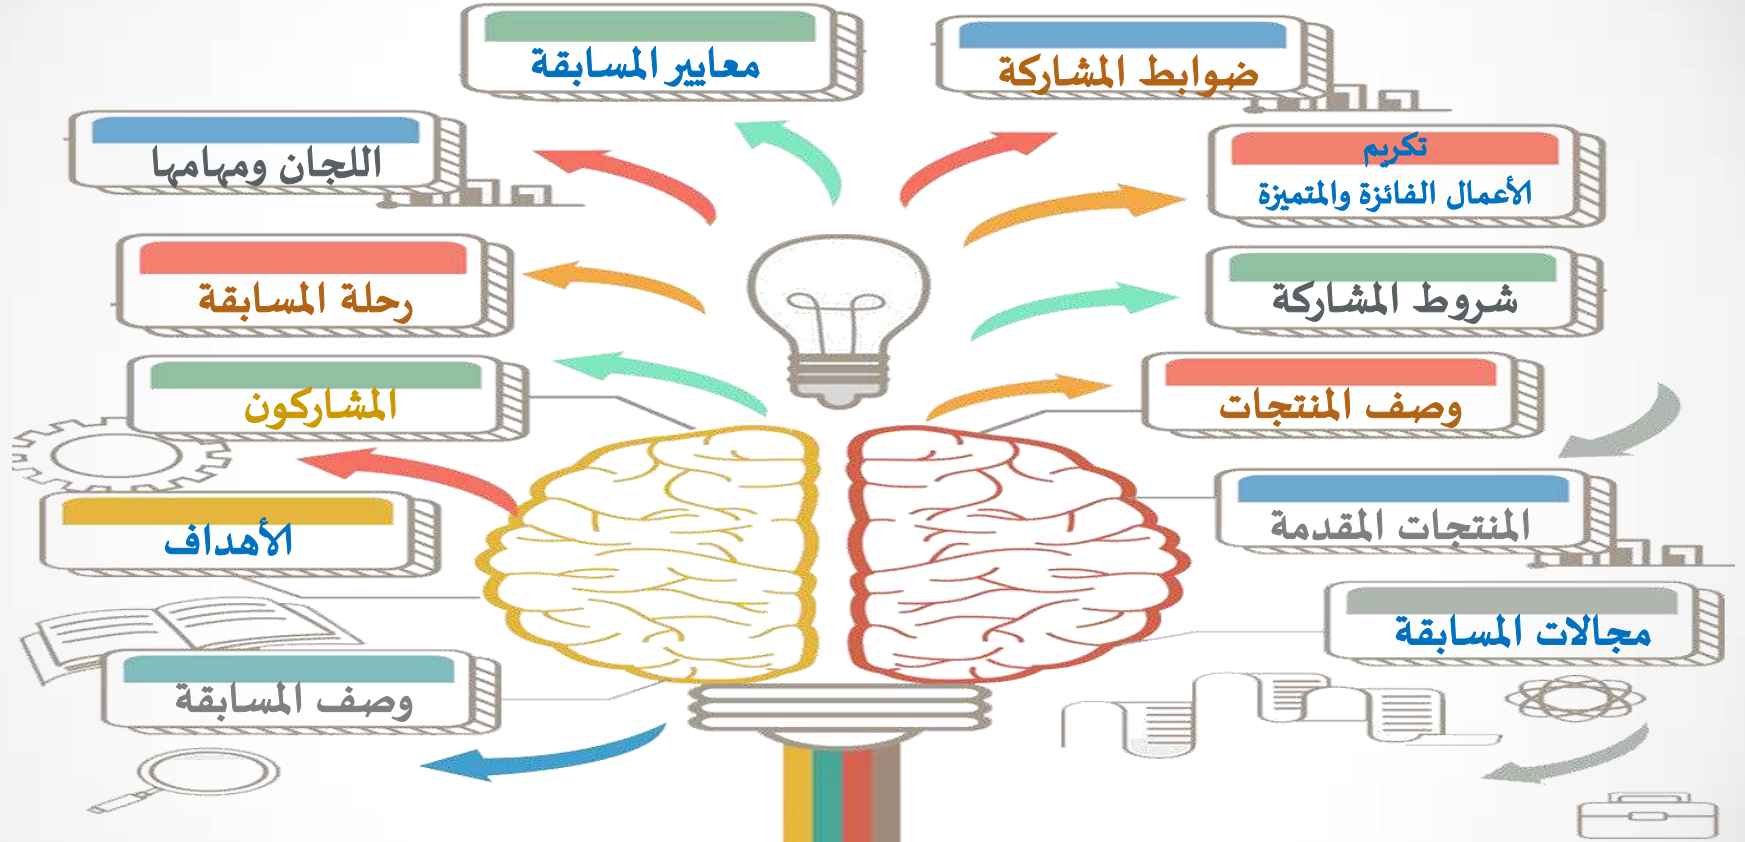 معايير المسابقة
ضوابط المشاركة
اللجان ومهامها
تكريم
الأعمال الفائزة والمتميزة
رحلة المسابقة
شروط المشاركة
المشاركون
وصف المنتجات
الأهداف
المنتجات المقدمة
مجالات المسابقة
وصف المسابقة